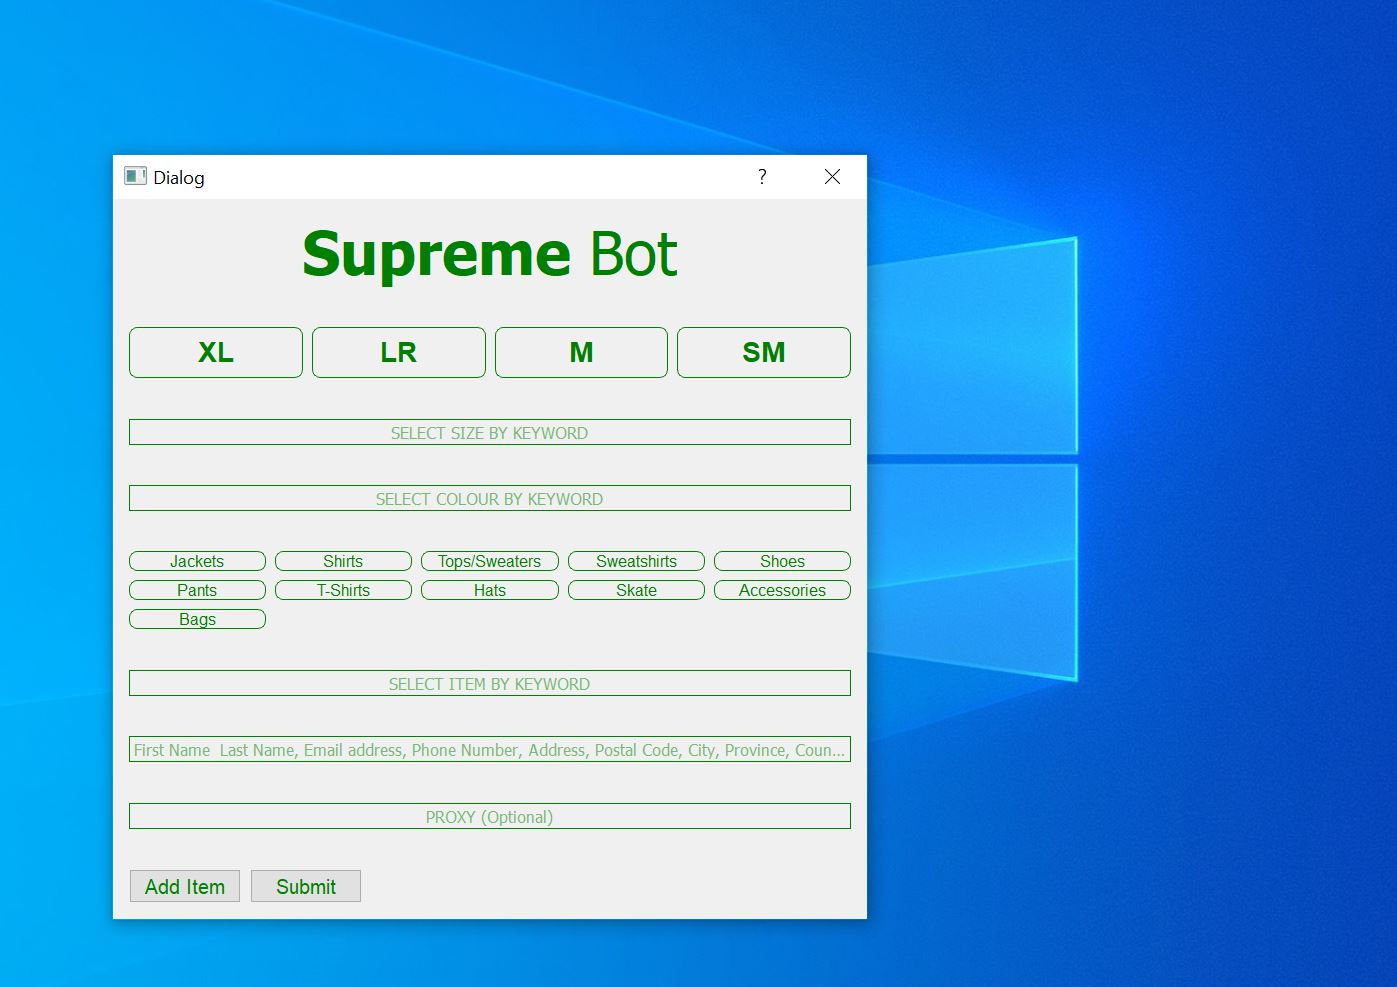 Dialog ?
Supreme Bot
XL LR M SM
SELECT SIZE BY KEYWORD
SELECT COLOUR BY KEYWORD
Jackets Shirts Tops/Sweaters Sweatshirts Shoes
Pants T-Shirts Hats Skate Accessories
Bags
SELECT ITEM BY KEYWORD
First Name  Last Name, Email address, Phone Number, Address, Postal Code, City, Province, Coun...
PROXY (Optional)
Add Item Submit